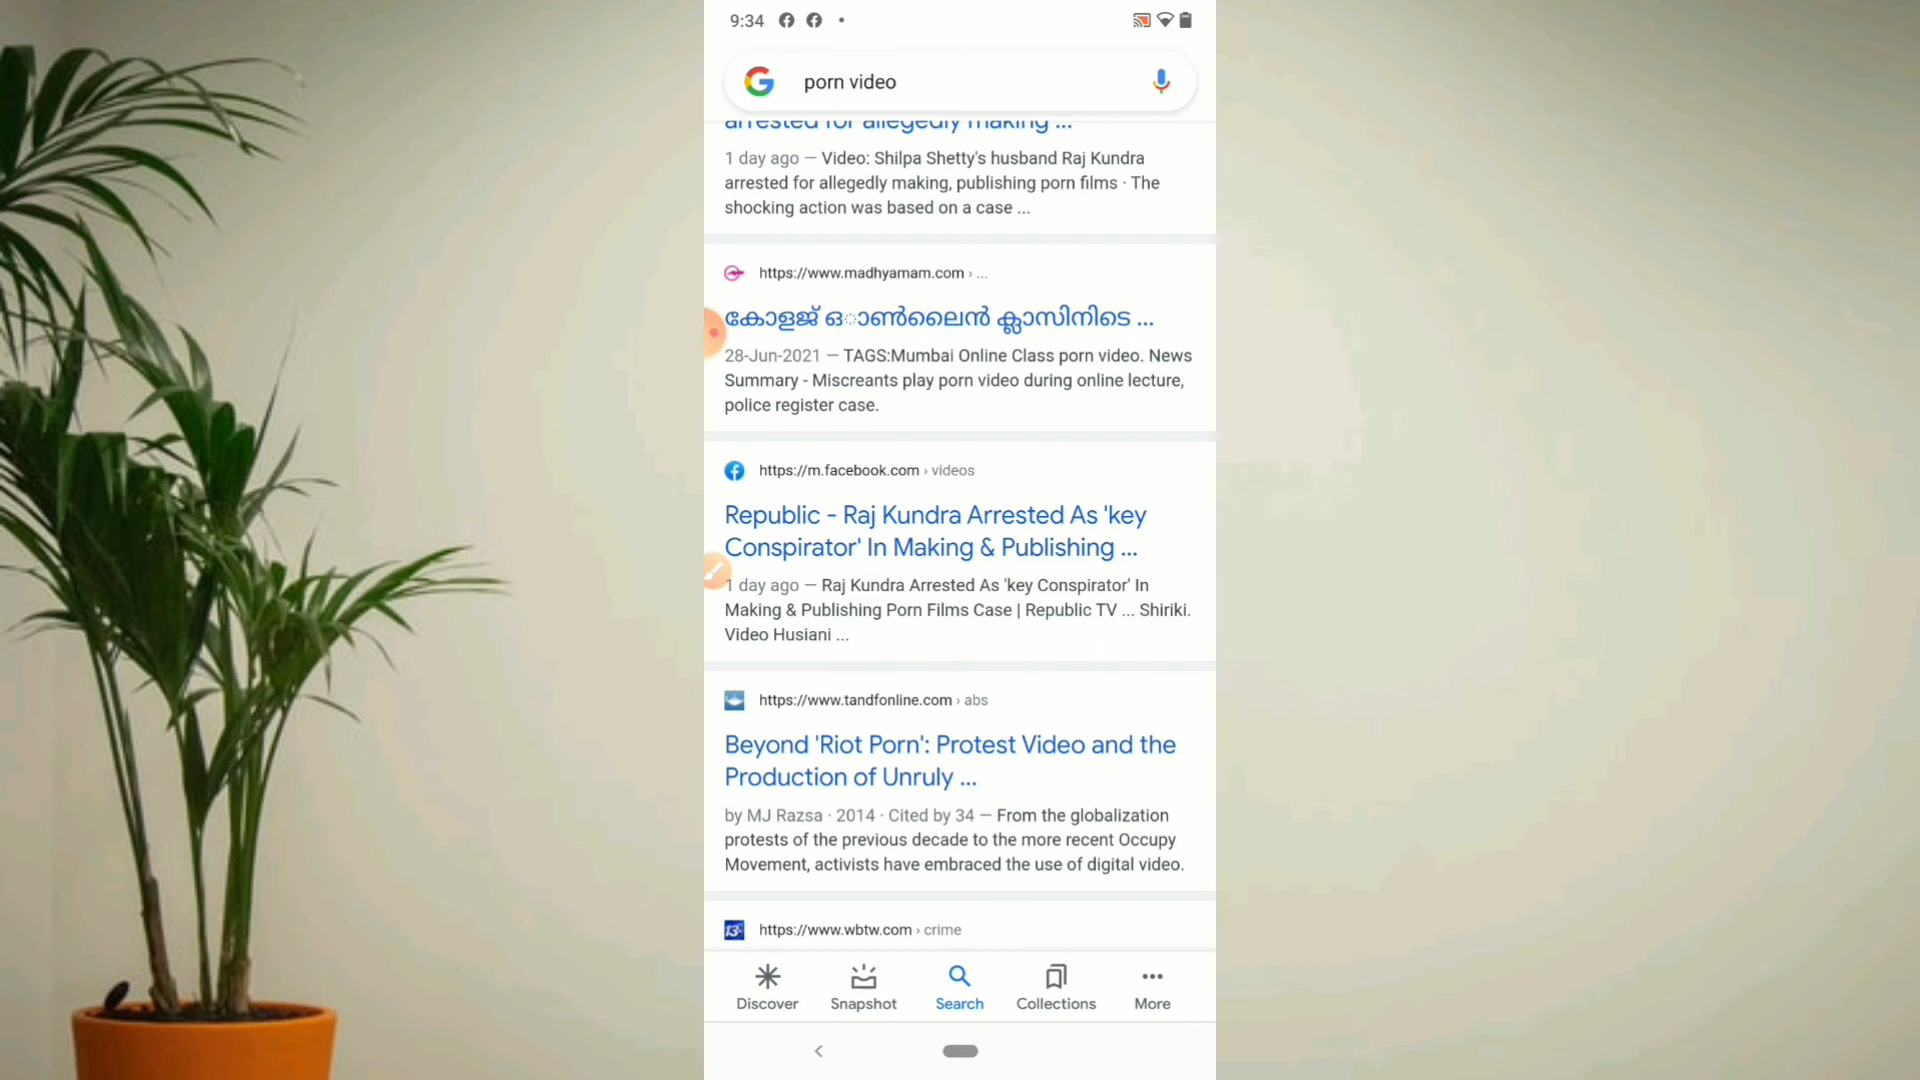 9:34
porn video
arrested for allegedly making ...
1 day ago — Video: Shilpa Shetty's husband Raj Kundra
arrested for allegedly making, publishing porn films · The
shocking action was based on a case ...
https://www.madhyamam.com › ...
കോളജ് ഒാൺലൈൻ ക്ലാസിനിടെ ...
28-Jun-2021 — TAGS:Mumbai Online Class porn video. News
Summary - Miscreants play porn video during online lecture,
police register case.
https://m.facebook.com › videos
Republic - Raj Kundra Arrested As 'key
Conspirator' In Making & Publishing ...
1 day ago — Raj Kundra Arrested As 'key Conspirator' In
Making & Publishing Porn Films Case | Republic TV ... Shiriki.
Video Husiani ...
https://www.tandfonline.com › abs
Beyond 'Riot Porn': Protest Video and the
Production of Unruly ...
by MJ Razsa · 2014 · Cited by 34 — From the globalization
protests of the previous decade to the more recent Occupy
Movement, activists have embraced the use of digital video.
13
https://www.wbtw.com › crime
Discover Snapshot Search Collections More